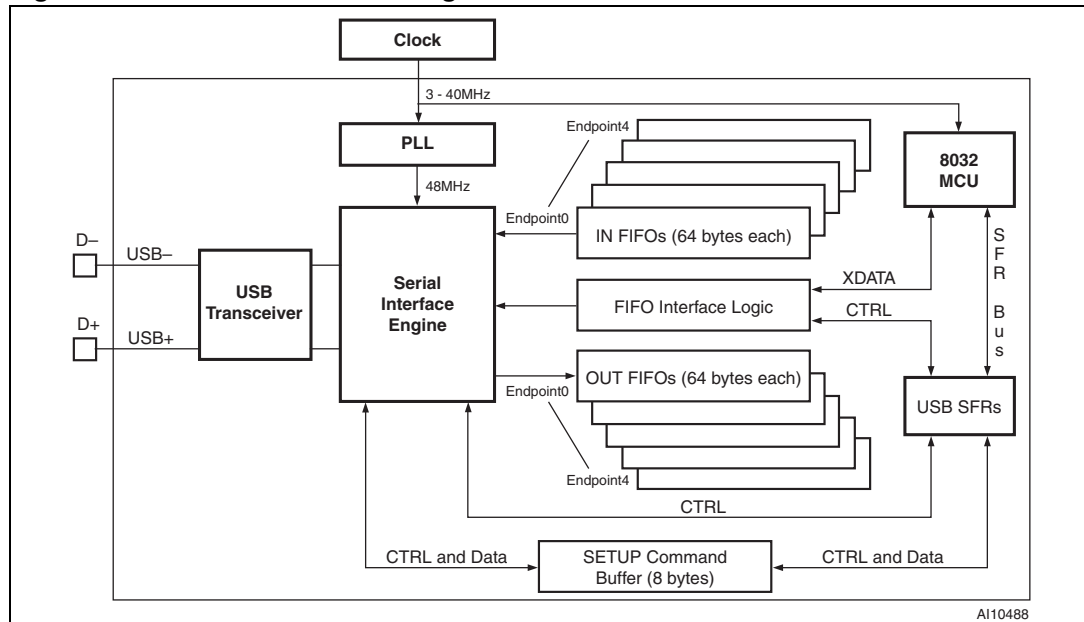 Clock
3 - 40MHz
PLL
48MHz
Endpoint4
Endpoint0
IN FIFOs (64 bytes each)
8032
MCU
SFR Bus
D–
USB–
USB
Transceiver
D+
USB+
Serial
Interface
Engine
XDATA
FIFO Interface Logic
CTRL
OUT FIFOs (64 bytes each)
Endpoint0
Endpoint4
USB SFRs
CTRL
CTRL and Data
SETUP Command
Buffer (8 bytes)
CTRL and Data
AI10488